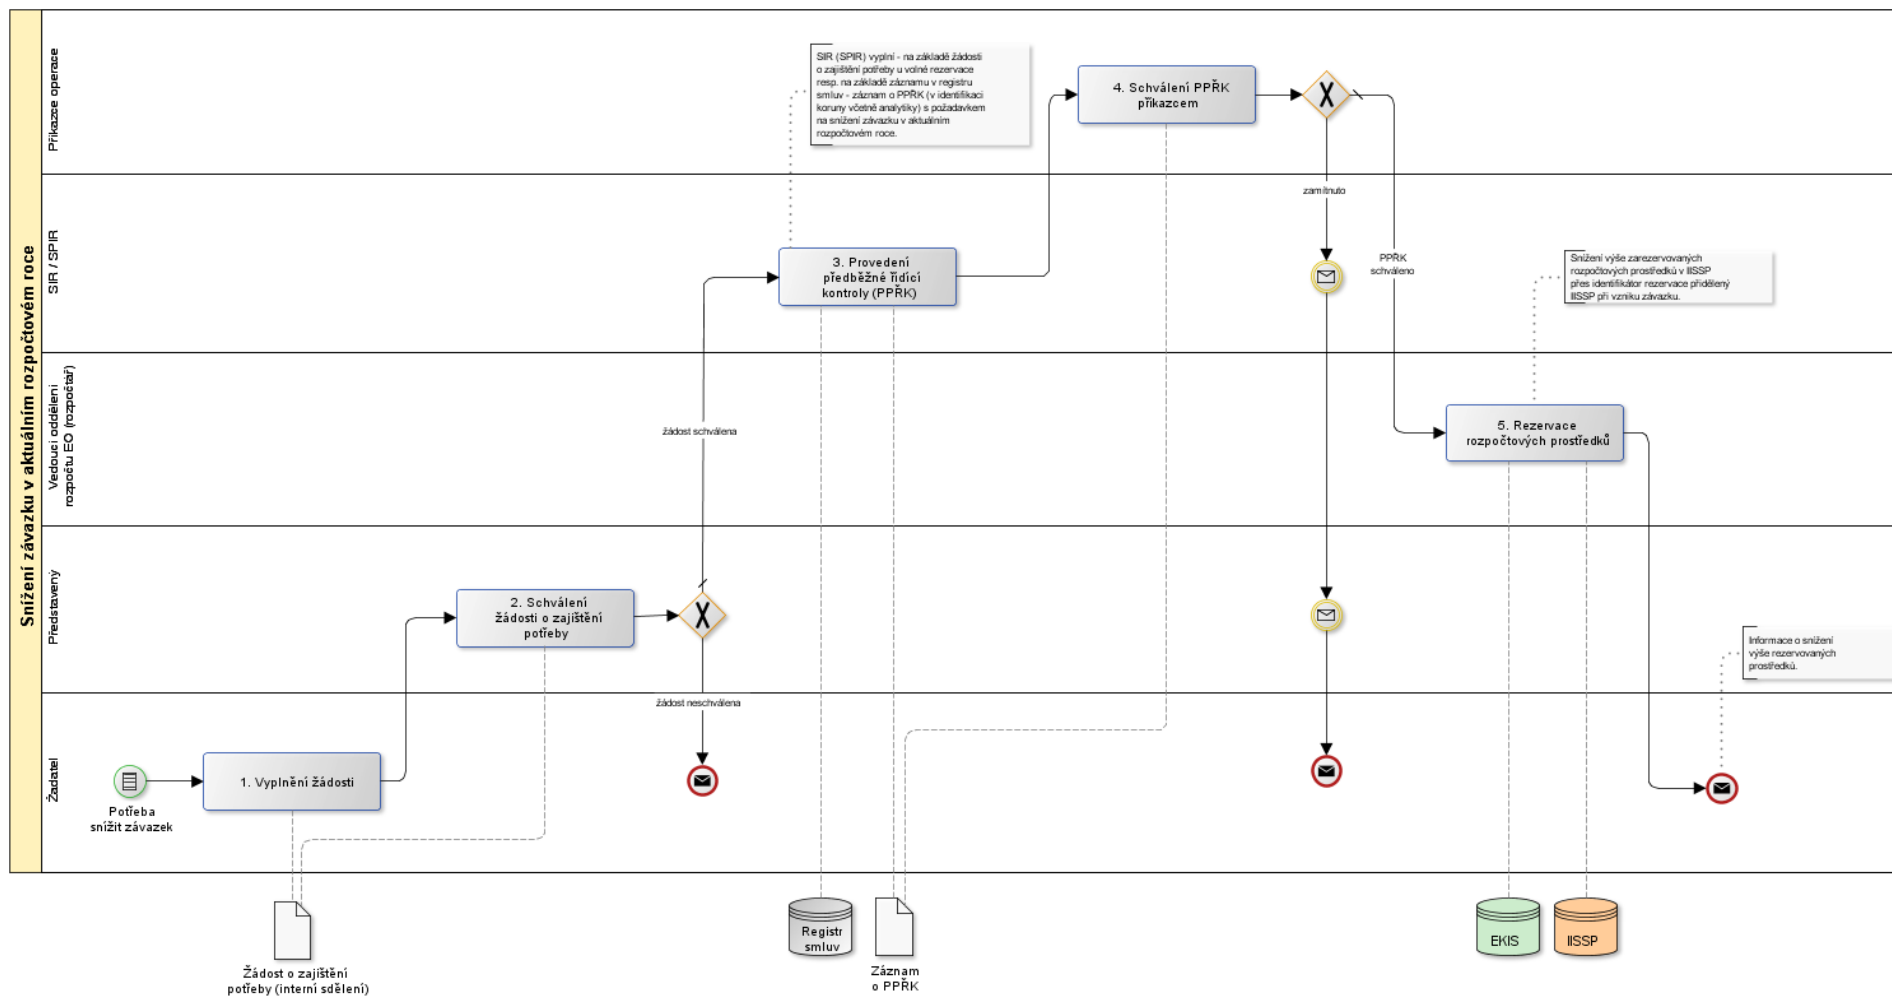 Snížení závazku v aktuálním rozpočtovém roce
Příkazce operace
SIR / SPIR
Vedoucí oddělení
rozpočtu EO (rozpočtář)
Představený
Žadatel
SIR (SPIR) vyplní - na základě žádosti
o zajištění potřeby u volné rezervace
resp. na základě záznamu v registru
smluv - záznam o PPŘK (v identifikaci
koruny včetně analytiky) s požadavkem
na snížení závazku v aktuálním
rozpočtovém roce.
4. Schválení PPŘK
příkazcem
zamítnuto
3. Provedení
předběžné řídící
kontroly (PPŘK)
PPŘK
schváleno
Snížení výše zarezervovaných
rozpočtových prostředků v IISSP
přes identifikátor rezervace přidělený
IISSP při vzniku závazku.
žádost schválena
5. Rezervace
rozpočtových prostředků
2. Schválení
žádosti o zajištění
potřeby
Informace o snížení
výše rezervovaných
prostředků.
žádost neschválena
1. Vyplnění žádosti
Potřeba
snížit závazek
Žádost o zajištění
potřeby (interní sdělení)
Registr
smluv
Záznam
o PPŘK
EKIS
IISSP